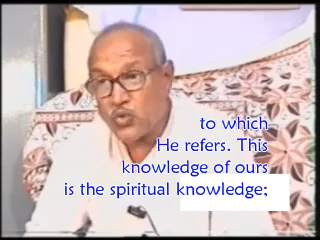 to which
He refers. This
knowledge of ours
is the spiritual knowledge;